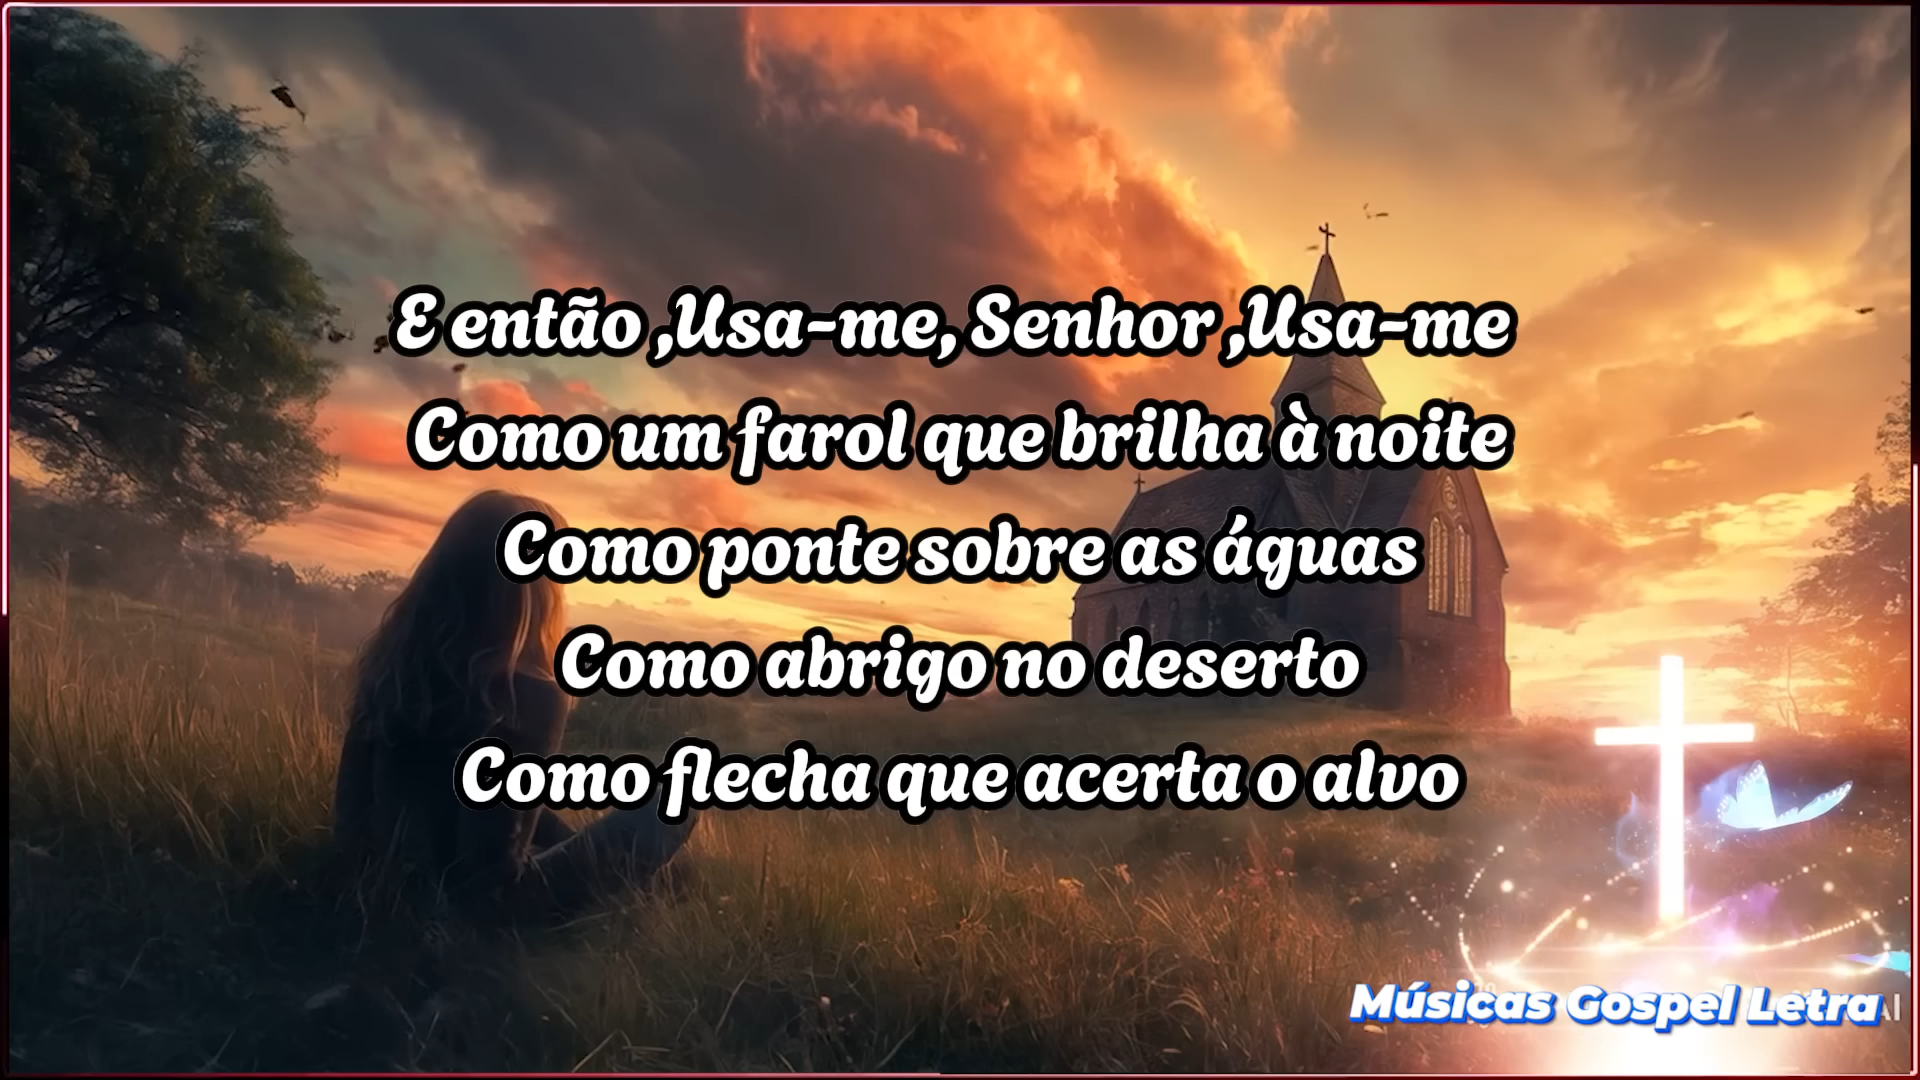 E então ,Usa-me, Senhor ,Usa-me
Como um farol que brilha à noite
Como ponte sobre as águas
Como abrigo no deserto
Como flecha que acerta o alvo
Músicas Gospel Letra
AI